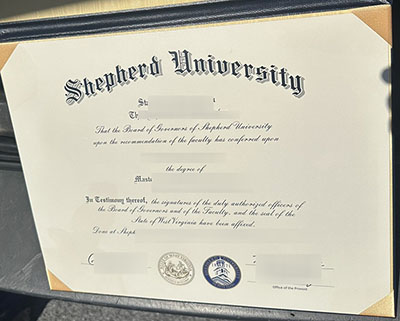 Shepherd University
That the Board of Governors of Shepherd University
upon the recommendation of the faculty has conferred upon
the degree of
In Testimony thereof, the signatures of the duly authorized officers of
the Board of Governors and of the Faculty, and the seal of the
State of West Virginia have been affixed.
Done at Sheph
Office of the Provost